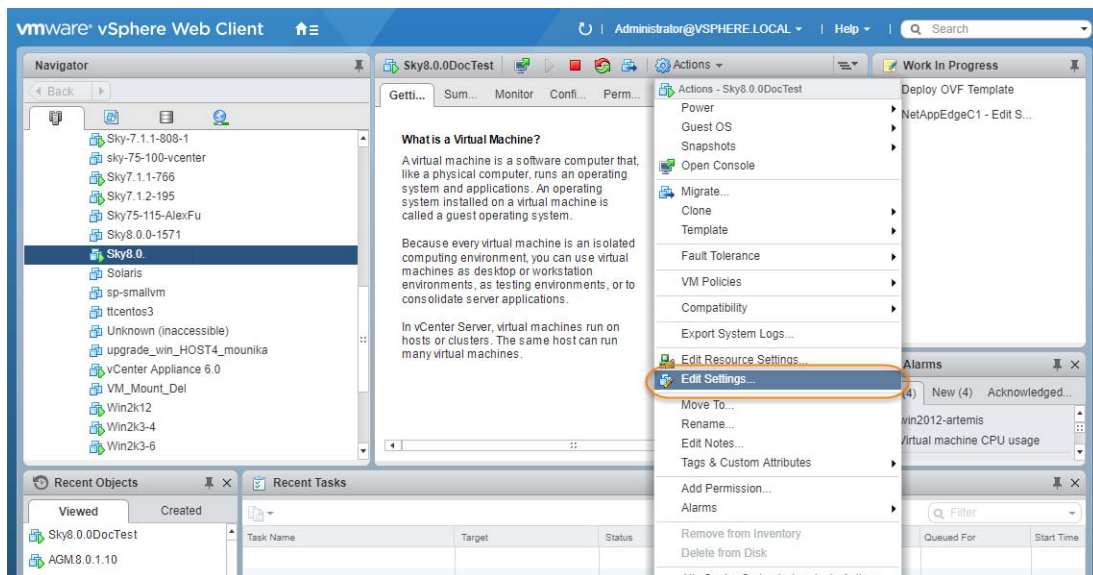 vmware® vSphere Web Client
Administrator@VSPHERE.LOCAL
Help
Search
Navigator
Back
Sky-7.1.1-808-1
sky-75-100-vcenter
Sky7.1.1-766
Sky7.1.2-195
Sky75-115-AlexFu
Sky8.0.0-1571
Sky8.0.
Solaris
sp-smallvm
ttcentos3
Unknown (inaccessible)
upgrade_win_HOST4_mounika
vCenter Appliance 6.0
VM_Mount_Del
Win2k12
Win2k3-4
Win2k3-6
Sky8.0.0DocTest
Actions
Getti... Sum... Monitor Confi... Perm...
What is a Virtual Machine?
A virtual machine is a software computer that,
like a physical computer, runs an operating
system and applications. An operating
system installed on a virtual machine is
called a guest operating system.
Because every virtual machine is an isolated
computing environment, you can use virtual
machines as desktop or workstation
environments, as testing environments, or to
consolidate server applications.
In vCenter Server, virtual machines run on
hosts or clusters. The same host can run
many virtual machines.
Actions - Sky8.0.0DocTest
Power
Guest OS
Snapshots
Open Console
Migrate...
Clone
Template
Fault Tolerance
VM Policies
Compatibility
Export System Logs...
Edit Resource Settings...
Edit Settings...
Move To...
Rename...
Edit Notes...
Tags & Custom Attributes
Add Permission...
Alarms
Remove from Inventory
Delete from Disk
Work In Progress
Deploy OVF Template
NetAppEdgeC1 - Edit S...
Alarms
(4) New (4) Acknowledged...
win2012-artemis
Virtual machine CPU usage
Recent Objects
Viewed Created
Sky8.0.0DocTest
AGM.8.0.1.10
Recent Tasks
Filter
Task Name Target Status Queued For Start Time